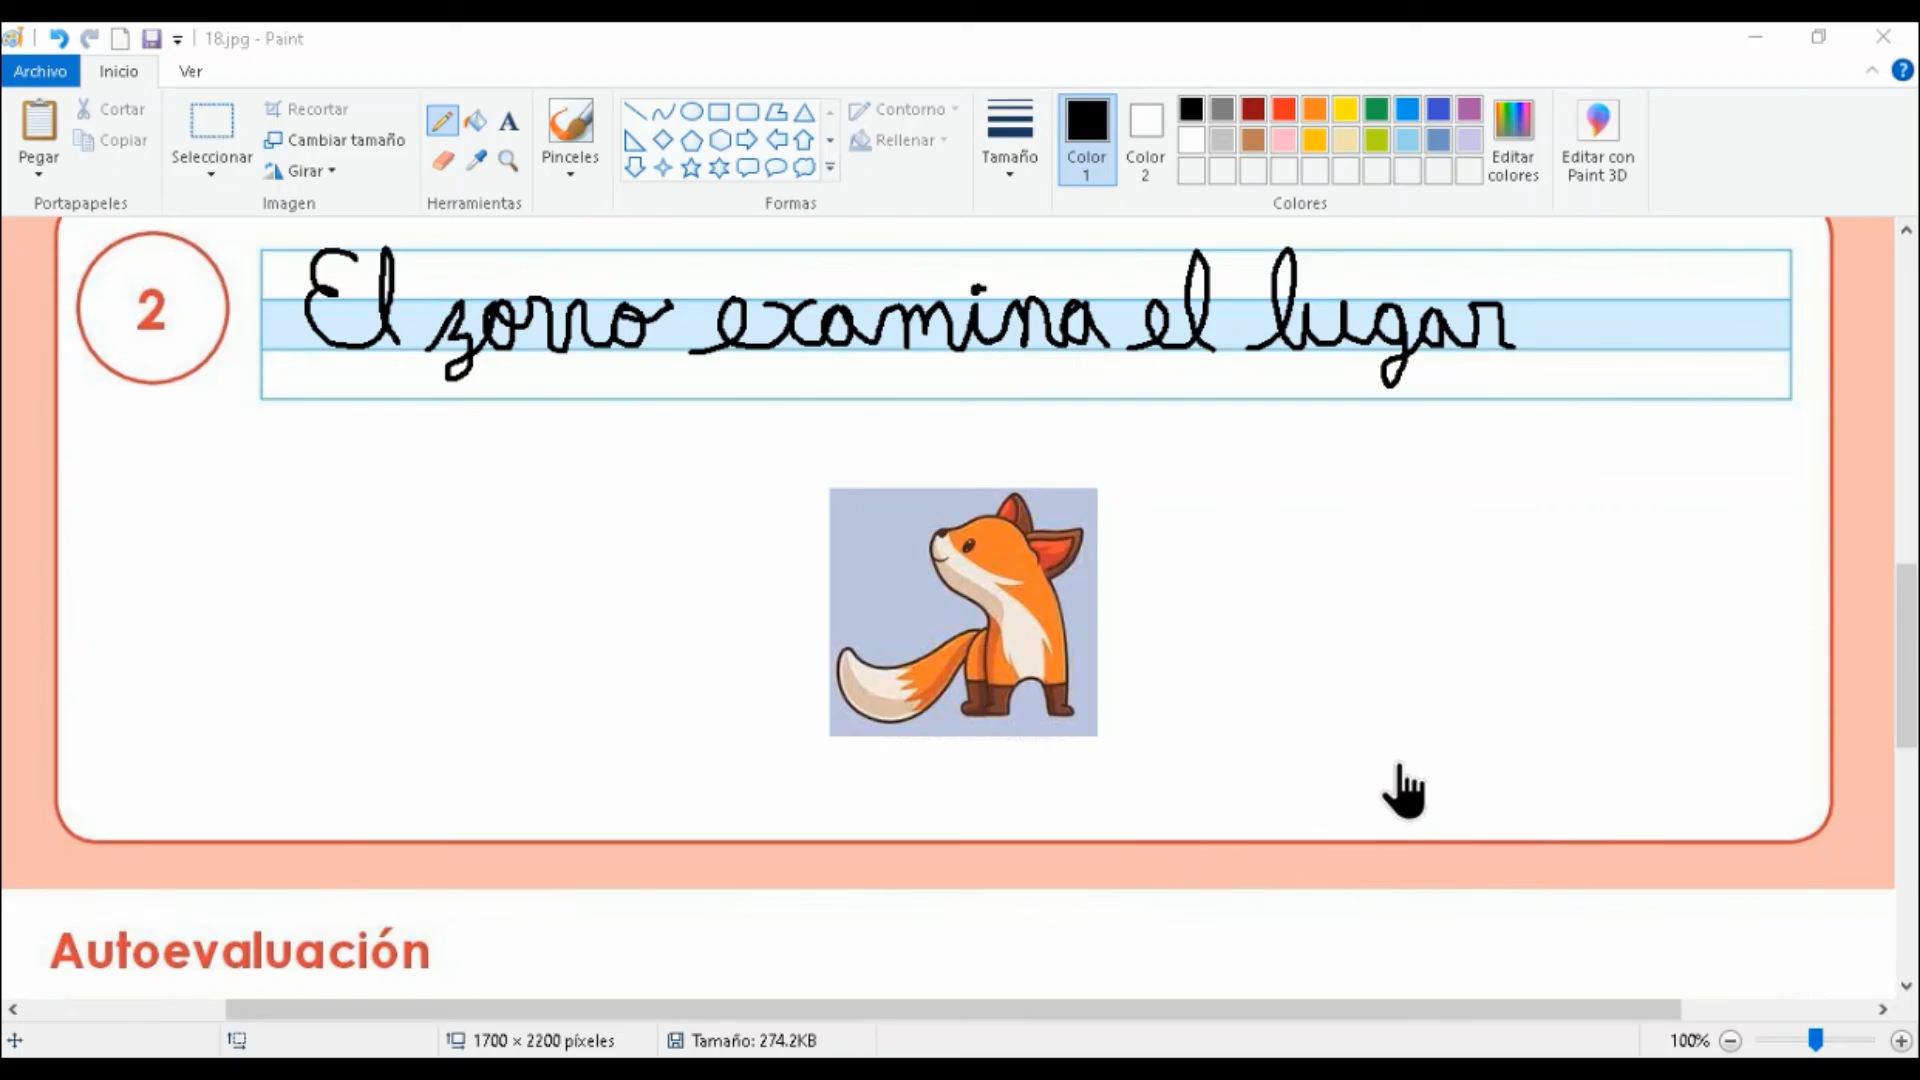 18.jpg - Paint
Archivo Inicio Ver
Pegar
Cortar
Copiar
Portapapeles
Seleccionar
Recortar
Cambiar tamaño
Girar
Imagen
A
Herramientas
Pinceles
Contorno
Rellenar
Formas
Tamaño
Color 1
Color 2
Editar colores
Colores
Editar con Paint 3D
2
El zorro examina el lugar
Autoevaluación
1700 × 2200 píxeles
Tamaño: 274.2KB
100%